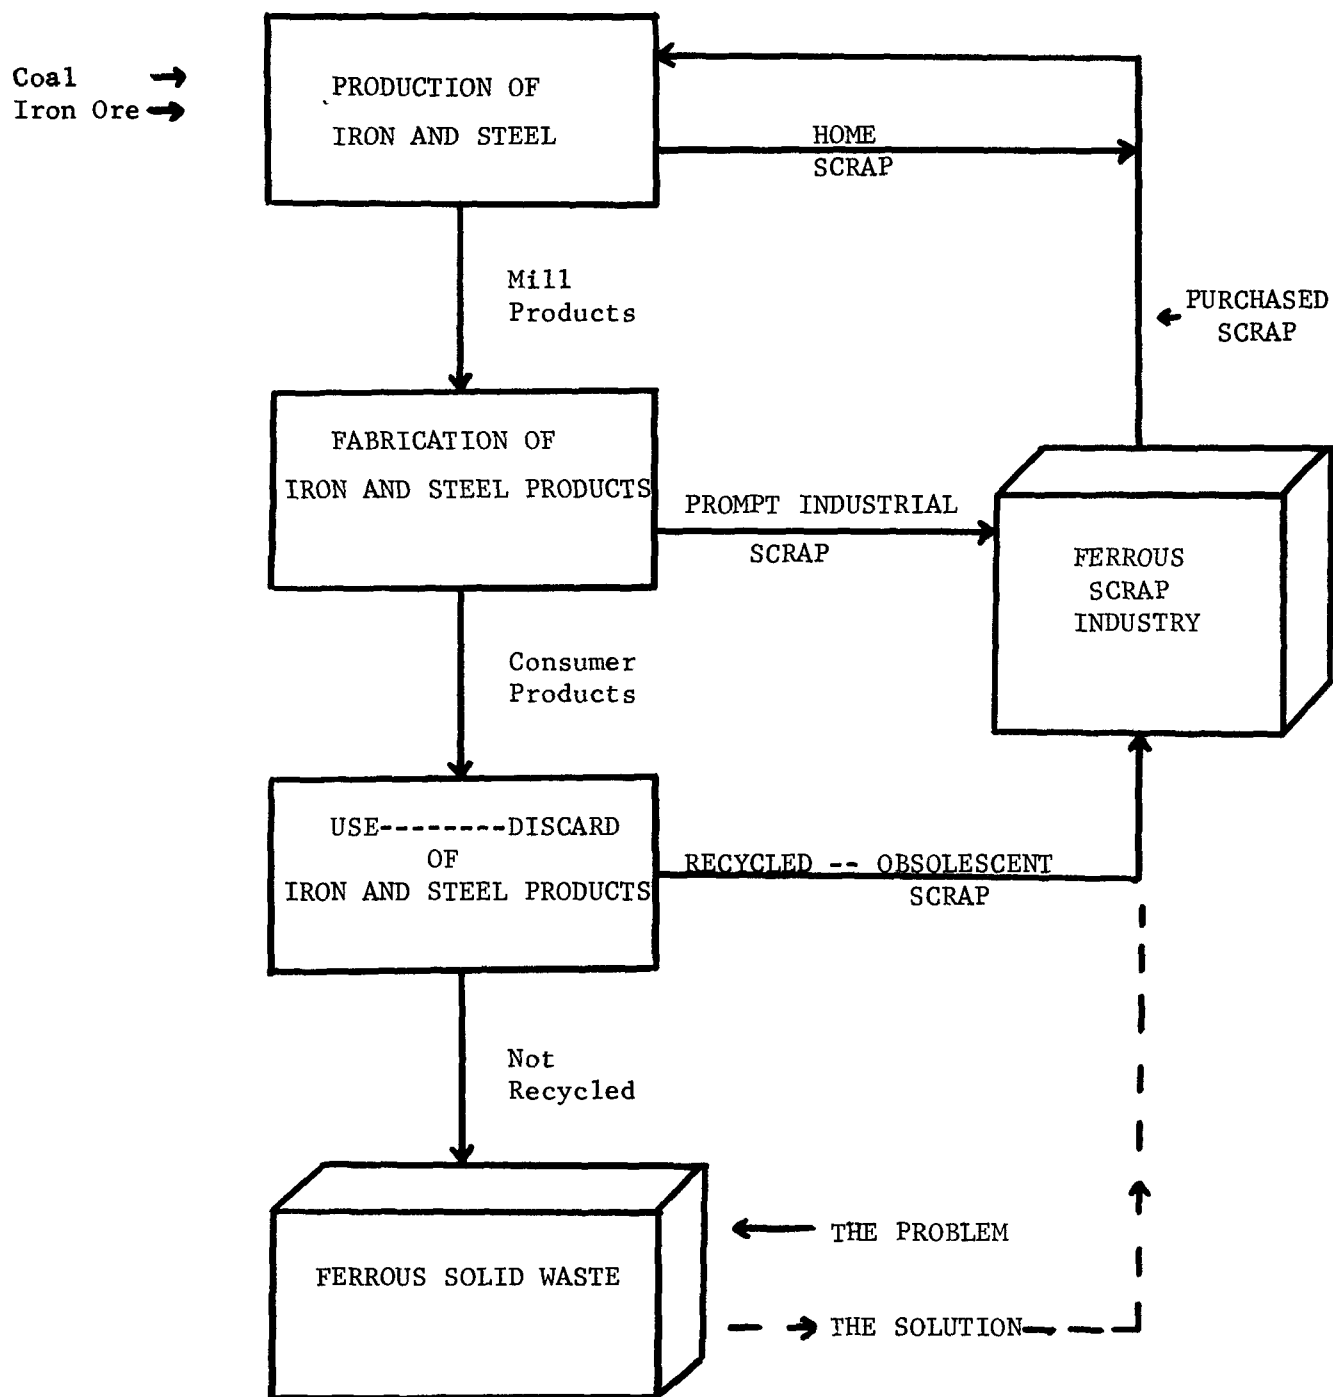 Coal
Iron Ore
PRODUCTION OF
IRON AND STEEL
HOME
SCRAP
Mill
Products
PURCHASED
SCRAP
FABRICATION OF
IRON AND STEEL PRODUCTS
PROMPT INDUSTRIAL
SCRAP
FERROUS
SCRAP
INDUSTRY
Consumer
Products
USE--------DISCARD
OF
IRON AND STEEL PRODUCTS
RECYCLED -- OBSOLESCENT
SCRAP
Not
Recycled
THE PROBLEM
FERROUS SOLID WASTE
THE SOLUTION